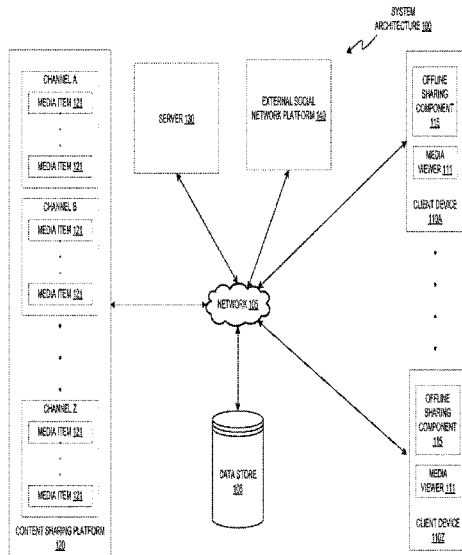 SYSTEM
ARCHITECTURE 100
CHANNEL A
MEDIA ITEM 121
MEDIA ITEM 121
CHANNEL B
MEDIA ITEM 121
MEDIA ITEM 121
CHANNEL Z
MEDIA ITEM 121
MEDIA ITEM 121
CONTENT SHARING PLATFORM
120
SERVER 130
EXTERNAL SOCIAL
NETWORK PLATFORM 140
NETWORK 105
DATA STORE
106
OFFLINE
SHARING
COMPONENT
115
MEDIA
VIEWER 111
CLIENT DEVICE
110A
OFFLINE
SHARING
COMPONENT
115
MEDIA
VIEWER 111
CLIENT DEVICE
110Z